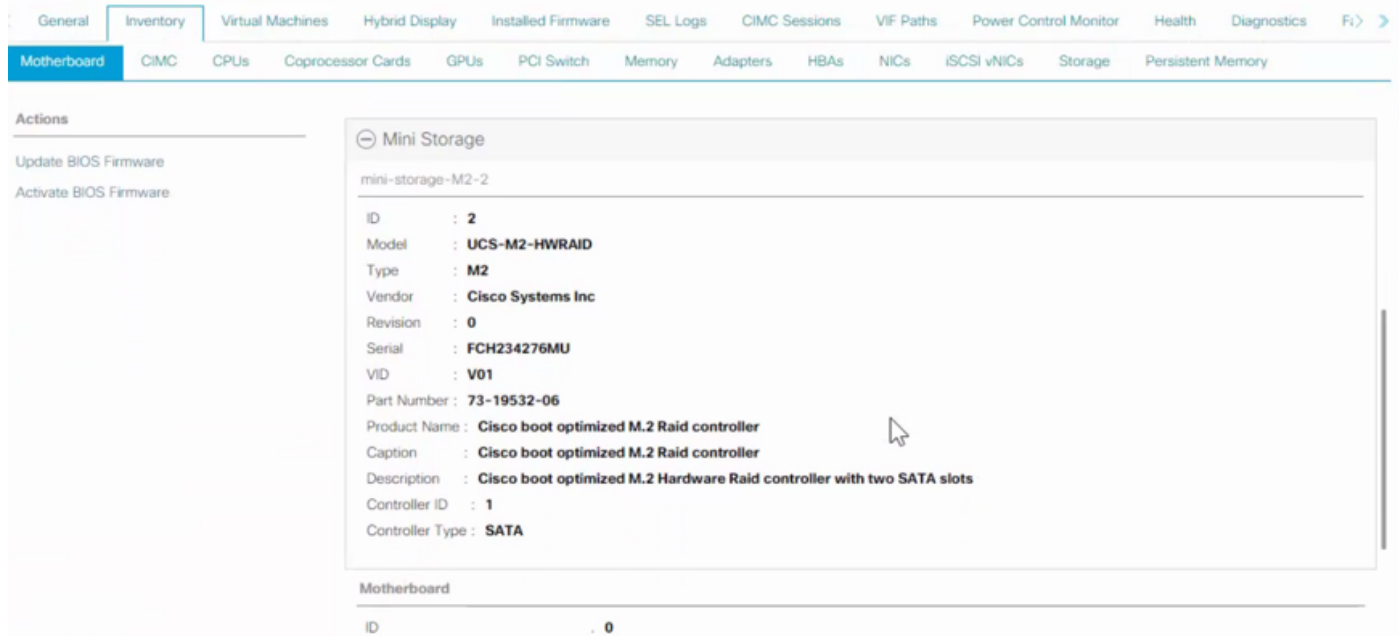 General Inventory Virtual Machines Hybrid Display Installed Firmware SEL Logs CIMC Sessions VIF Paths Power Control Monitor Health Diagnostics
Motherboard CIMC CPUs Coprocessor Cards GPUs PCI Switch Memory Adapters HBAs NICs iSCSI vNICs Storage Persistent Memory
Actions
Update BIOS Firmware
Activate BIOS Firmware
Mini Storage
mini-storage-M2-2
ID : 2
Model : UCS-M2-HWRAID
Type : M2
Vendor : Cisco Systems Inc
Revision : 0
Serial : FCH234276MU
VID : V01
Part Number : 73-19532-06
Product Name : Cisco boot optimized M.2 Raid controller
Caption : Cisco boot optimized M.2 Raid controller
Description : Cisco boot optimized M.2 Hardware Raid controller with two SATA slots
Controller ID : 1
Controller Type : SATA
Motherboard
ID : 0